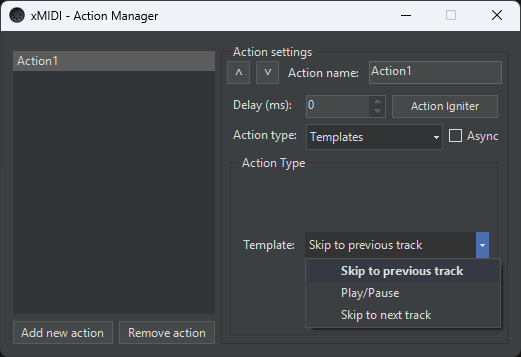 xMIDI - Action Manager
Action1
Action settings
^ v Action name: Action1
Delay (ms): 0 Action Igniter
Action type: Templates Async
Action Type
Template: Skip to previous track
Skip to previous track
Play/Pause
Skip to next track
Add new action Remove action